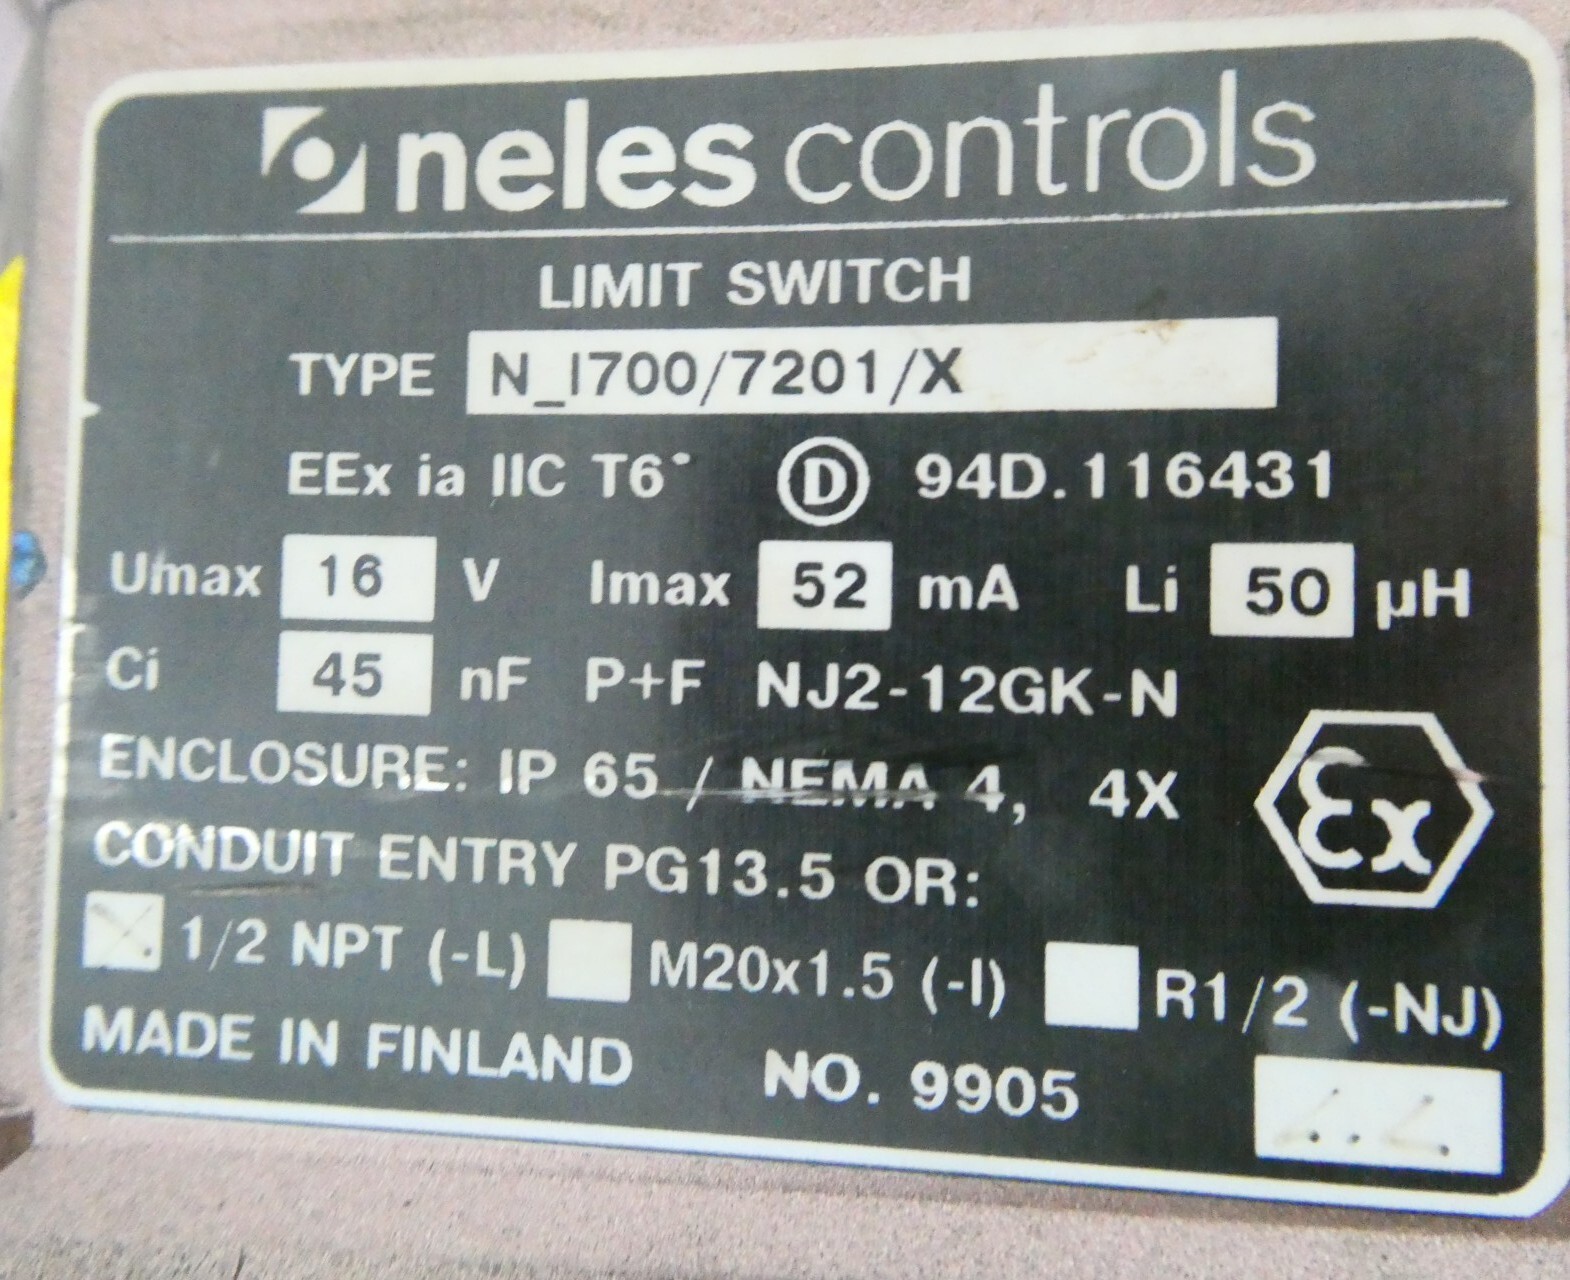 neles controls
LIMIT SWITCH
TYPE N_I700/7201/X
EEx ia IIC T6 D 94D.116431
Umax 16 V Imax 52 mA Li 50 µH
Ci 45 nF P+F NJ2-12GK-N
ENCLOSURE: IP 65 / NEMA 4, 4X
Ex
CONDUIT ENTRY PG13.5 OR:
1/2 NPT (-L) M20x1.5 (-I) R1/2 (-NJ)
MADE IN FINLAND NO. 9905